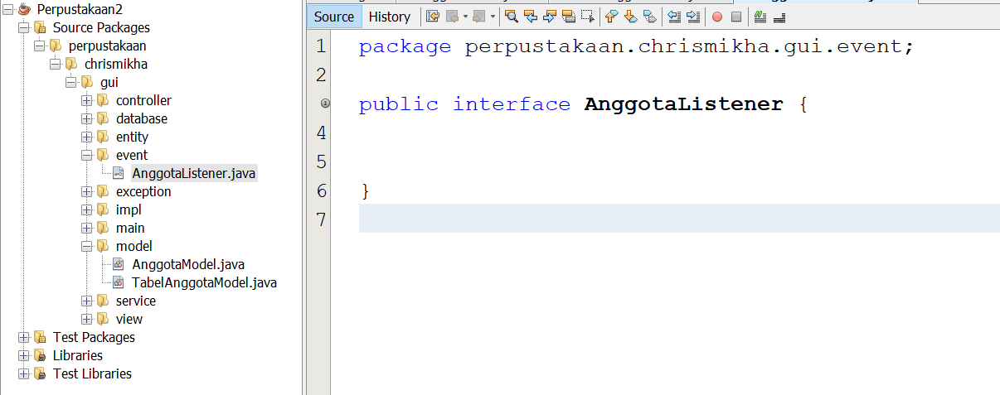 Perpustakaan2
Source Packages
perpustakaan
chrismikha
gui
controller
database
entity
event
AnggotaListener.java
exception
impl
main
model
AnggotaModel.java
TabelAnggotaModel.java
service
view
Test Packages
Libraries
Test Libraries
Source History
1 package perpustakaan.chrismikha.gui.event;
2
public interface AnggotaListener {
4
5
6 }
7